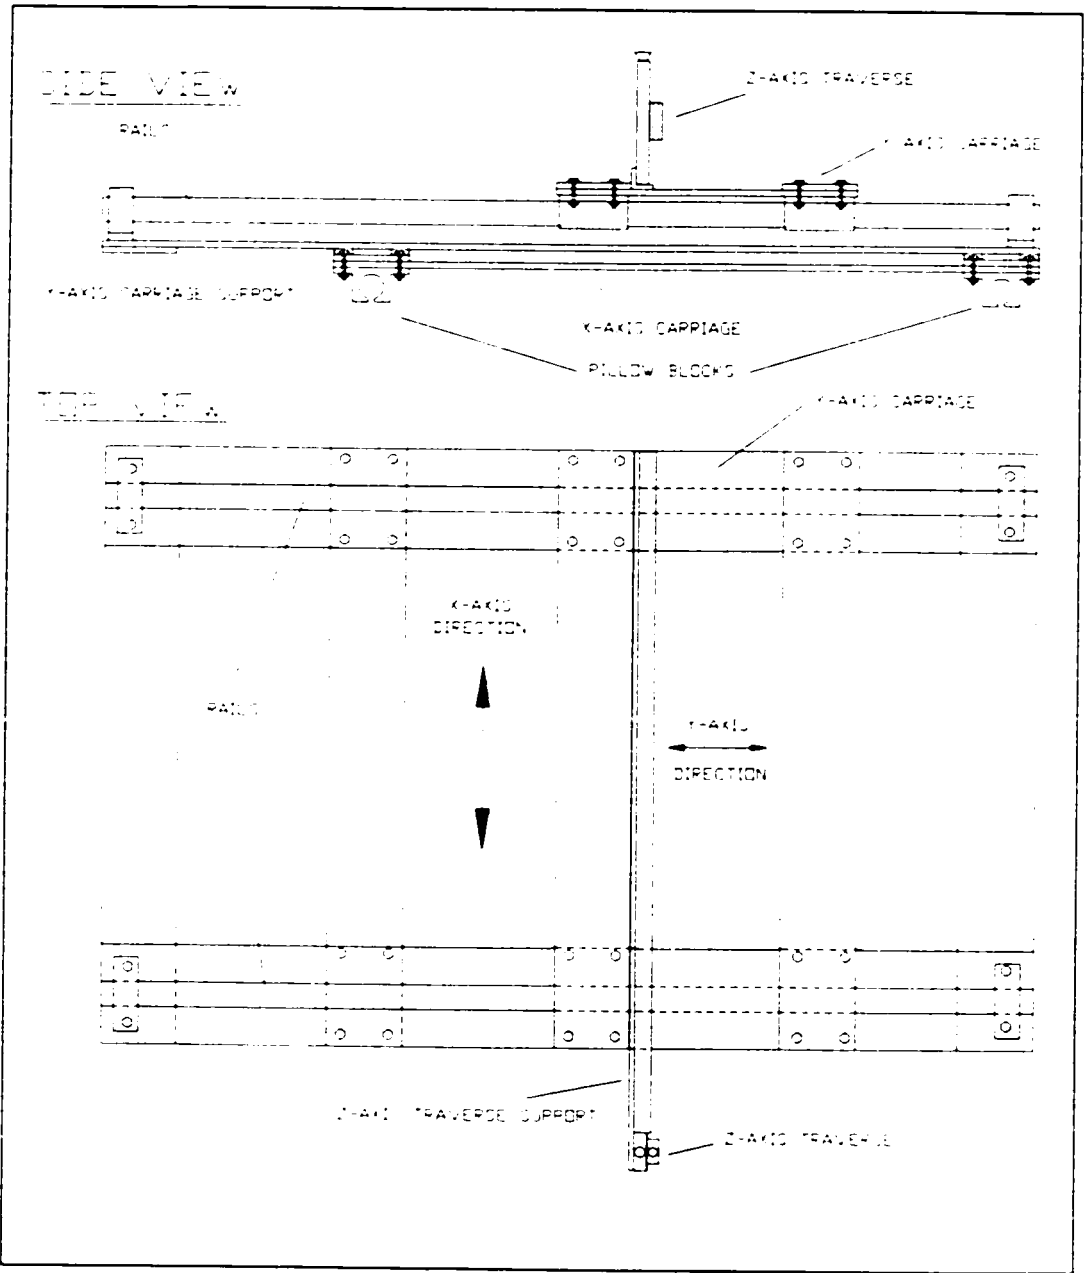 SIDE VIEW
Z-AXIS TRAVERSE
RAILS
Y-AXIS CARRIAGE
X-AXIS CARRIAGE SUPPORT
X-AXIS CARRIAGE
PILLOW BLOCKS
TOP VIEW
Y-AXIS CARRIAGE
X-AXIS
DIRECTION
RAILS
Y-AXIS
DIRECTION
Z-AXIS TRAVERSE SUPPORT
Z-AXIS TRAVERSE